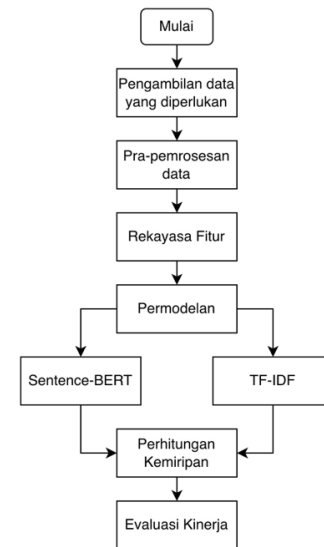 Mulai
Pengambilan data
yang diperlukan
Pra-pemrosesan
data
Rekayasa Fitur
Permodelan
Sentence-BERT
TF-IDF
Perhitungan
Kemiripan
Evaluasi Kinerja